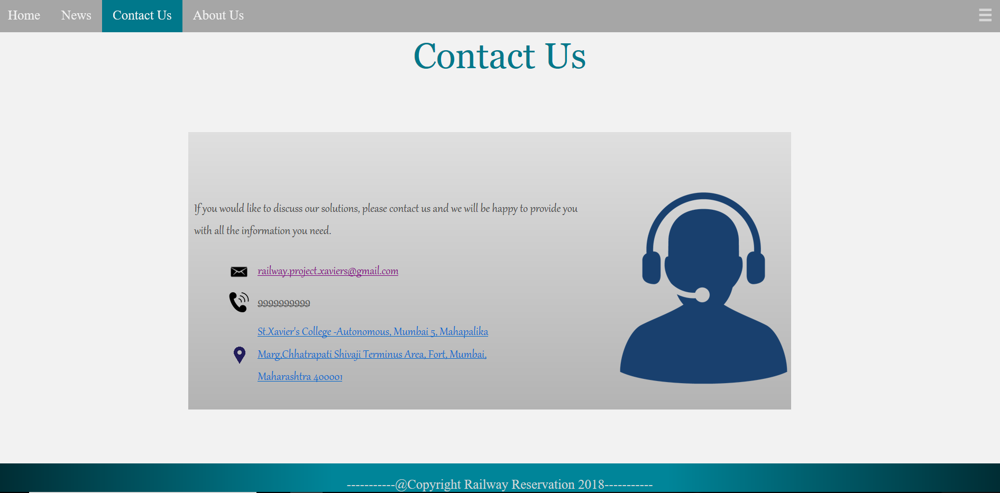 Home News Contact Us About Us
Contact Us
If you would like to discuss our solutions, please contact us and we will be happy to provide you
with all the information you need.
railway.project.xaviers@gmail.com
9999999999
St.Xavier's College -Autonomous, Mumbai 5, Mahapalika
Marg,Chhatrapati Shivaji Terminus Area, Fort, Mumbai,
Maharashtra 400001
-----------@Copyright Railway Reservation 2018-----------